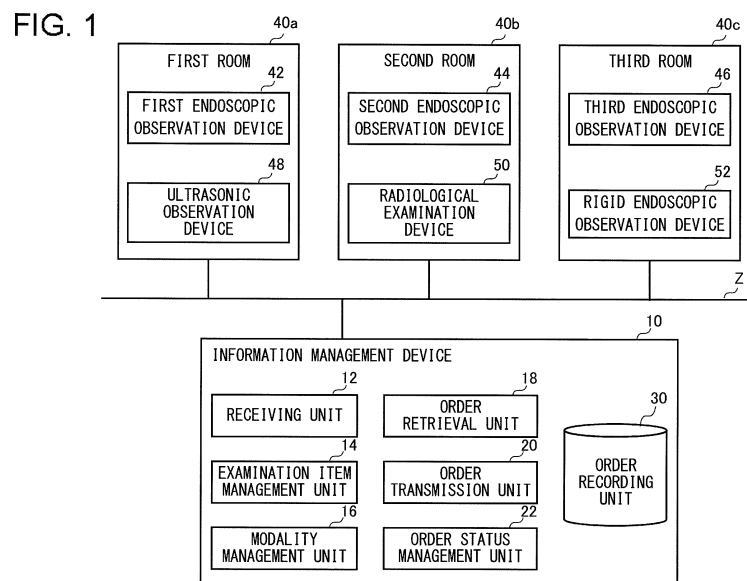 FIG. 1
40a
FIRST ROOM
42
FIRST ENDOSCOPIC
OBSERVATION DEVICE
48
ULTRASONIC
OBSERVATION
DEVICE
40b
SECOND ROOM
44
SECOND ENDOSCOPIC
OBSERVATION DEVICE
50
RADIOLOGICAL
EXAMINATION
DEVICE
40c
THIRD ROOM
46
THIRD ENDOSCOPIC
OBSERVATION DEVICE
52
RIGID ENDOSCOPIC
OBSERVATION DEVICE
Z
10
INFORMATION MANAGEMENT DEVICE
12
RECEIVING UNIT
14
EXAMINATION ITEM
MANAGEMENT UNIT
16
MODALITY
MANAGEMENT UNIT
18
ORDER
RETRIEVAL UNIT
20
ORDER
TRANSMISSION UNIT
22
ORDER STATUS
MANAGEMENT UNIT
30
ORDER
RECORDING
UNIT